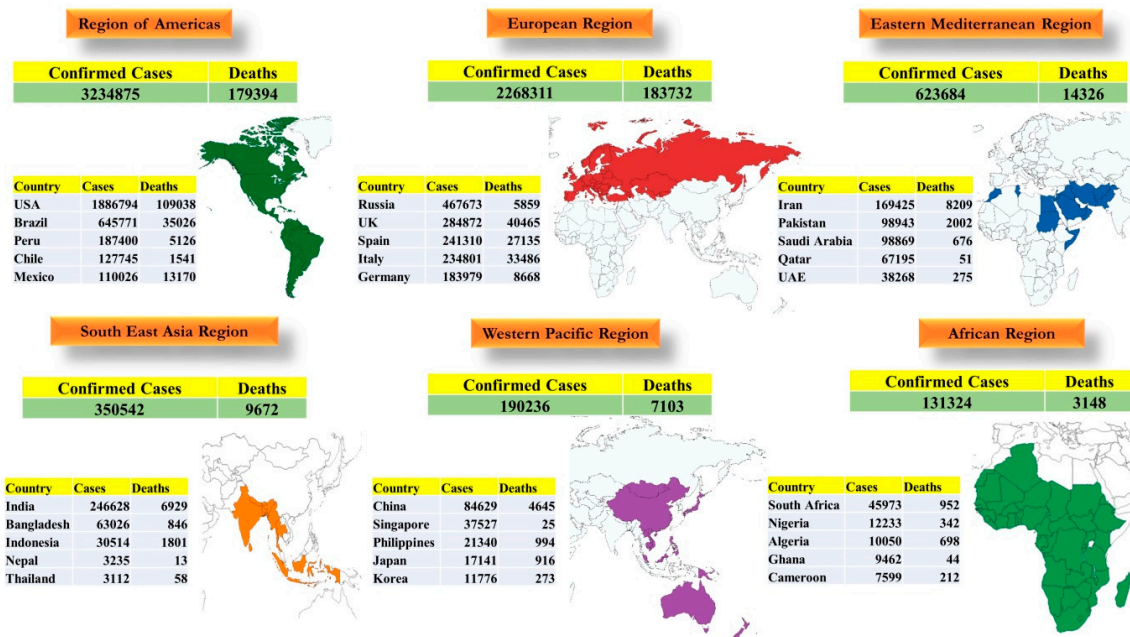 Region of Americas
Confirmed Cases Deaths
3234875 179394
Country Cases Deaths
USA 1886794 109038
Brazil 645771 35026
Peru 187400 5126
Chile 127745 1541
Mexico 110026 13170
European Region
Confirmed Cases Deaths
2268311 183732
Country Cases Deaths
Russia 467673 5859
UK 284872 40465
Spain 241310 27135
Italy 234801 33486
Germany 183979 8668
Eastern Mediterranean Region
Confirmed Cases Deaths
623684 14326
Country Cases Deaths
Iran 169425 8209
Pakistan 98943 2002
Saudi Arabia 98869 676
Qatar 67195 51
UAE 38268 275
South East Asia Region
Confirmed Cases Deaths
350542 9672
Country Cases Deaths
India 246628 6929
Bangladesh 63026 846
Indonesia 30514 1801
Nepal 3235 13
Thailand 3112 58
Western Pacific Region
Confirmed Cases Deaths
190236 7103
Country Cases Deaths
China 84629 4645
Singapore 37527 25
Philippines 21340 994
Japan 17141 916
Korea 11776 273
African Region
Confirmed Cases Deaths
131324 3148
Country Cases Deaths
South Africa 45973 952
Nigeria 12233 342
Algeria 10050 698
Ghana 9462 44
Cameroon 7599 212